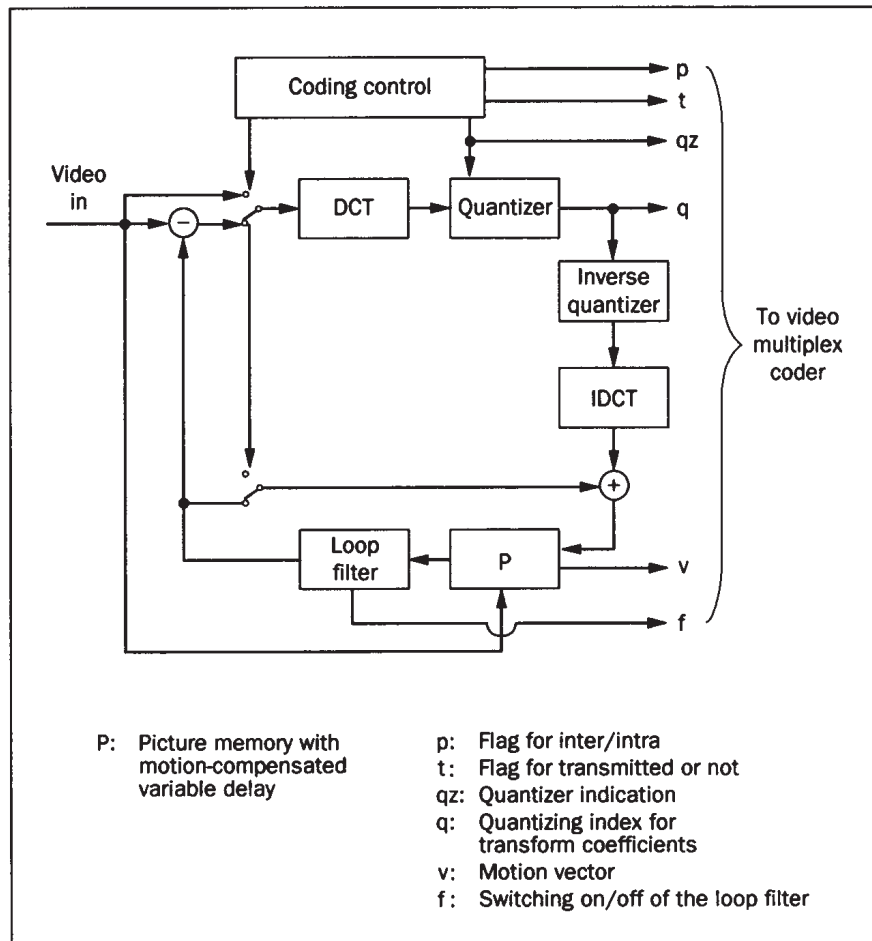 Coding control
p
t
qz
Video
in
−
DCT
Quantizer
q
Inverse
quantizer
To video
multiplex
coder
IDCT
+
Loop
filter
P
v
f
P: Picture memory with
motion-compensated
variable delay
p: Flag for inter/intra
t: Flag for transmitted or not
qz: Quantizer indication
q: Quantizing index for
transform coefficients
v: Motion vector
f: Switching on/off of the loop filter